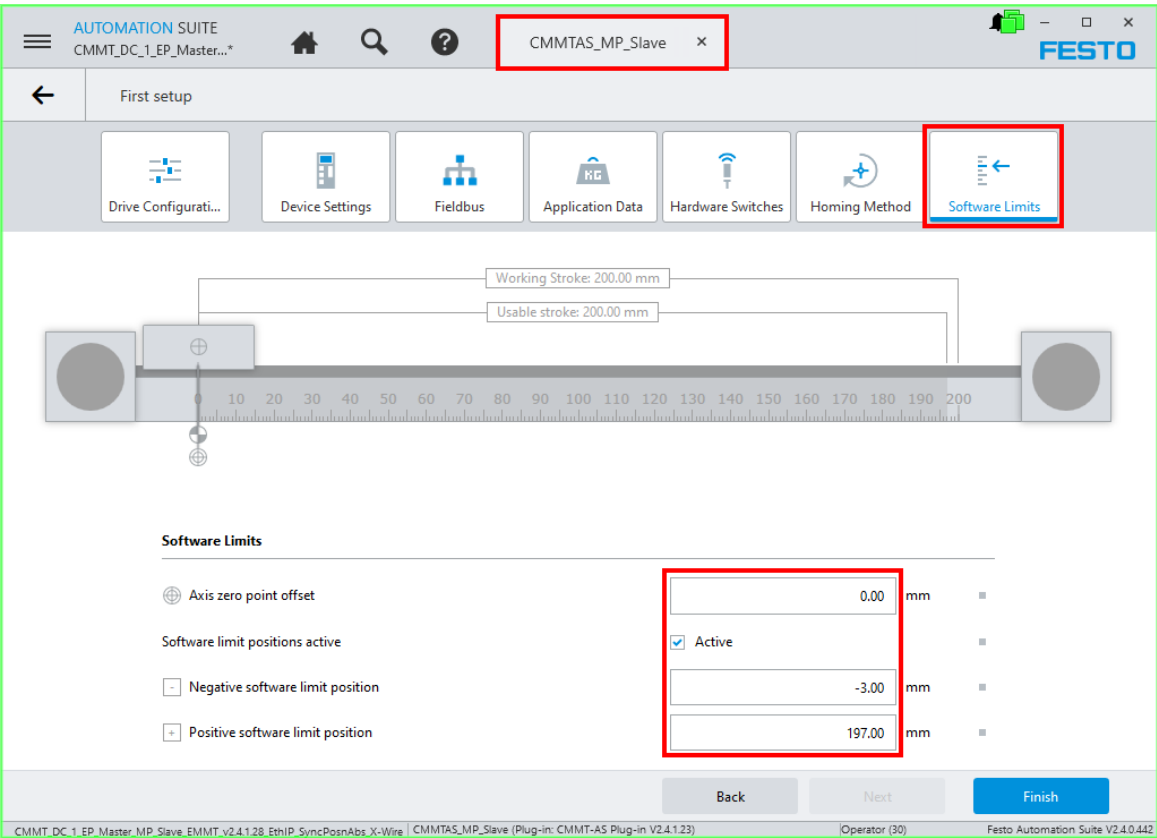 AUTOMATION SUITE
CMMT_DC_1_EP_Master...*
CMMTAS_MP_Slave ×
FESTO
First setup
Drive Configurati...
Device Settings
Fieldbus
KG
Application Data
Hardware Switches
Homing Method
Software Limits
Working Stroke: 200.00 mm
Usable stroke: 200.00 mm
0 10 20 30 40 50 60 70 80 90 100 110 120 130 140 150 160 170 180 190 200
Software Limits
Axis zero point offset 0.00 mm
Software limit positions active Active
- Negative software limit position -3.00 mm
+ Positive software limit position 197.00 mm
Back Next Finish
CMMT_DC_1_EP_Master_MP_Slave_EMMT_v2.4.1.28_EthIP_SyncPosnAbs_X-Wire CMMTAS_MP_Slave (Plug-in: CMMT-AS Plug-in V2.4.1.23) Operator (30) Festo Automation Suite V2.4.0.442